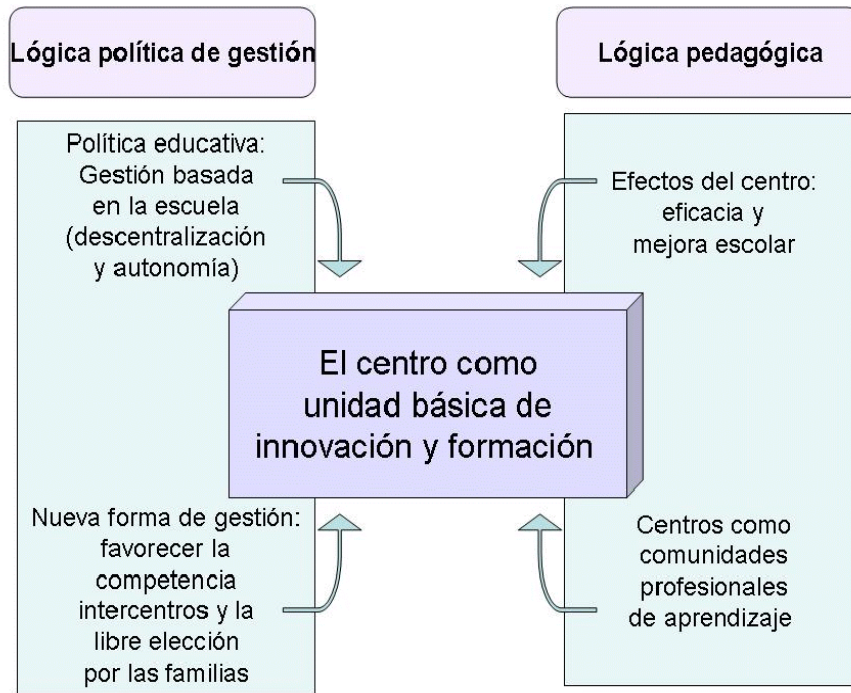 Lógica política de gestión
Lógica pedagógica
Política educativa:
Gestión basada
en la escuela
(descentralización
y autonomía)
Efectos del centro:
eficacia y
mejora escolar
El centro como
unidad básica de
innovación y formación
Nueva forma de gestión:
favorecer la
competencia
intercentros y la
libre elección
por las familias
Centros como
comunidades
profesionales
de aprendizaje